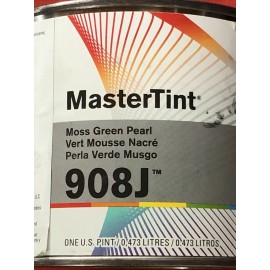 MasterTint®
Moss Green Pearl
Vert Mousse Nacré
Perla Verde Musgo
908J™
ONE U.S. PINT / 0.473 LITRES / 0.473 LITROS